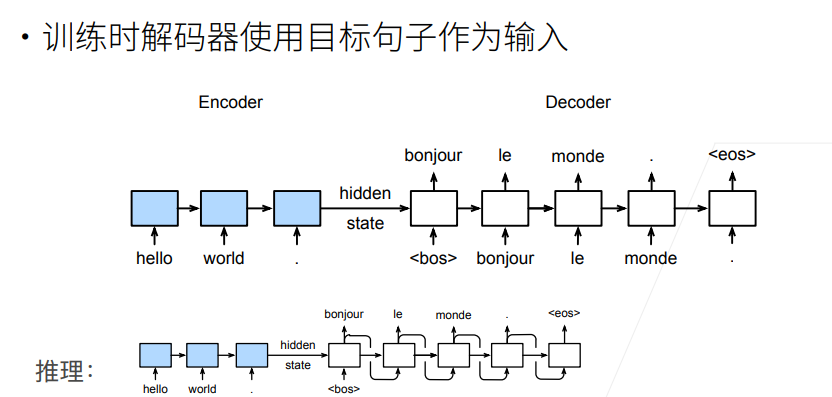 • 训练时解码器使用目标句子作为输入
Encoder Decoder
bonjour le monde . <eos>
hidden
state
hello world . <bos> bonjour le monde .
bonjour le monde . <eos>
hidden
state
推理：
hello world . <bos>